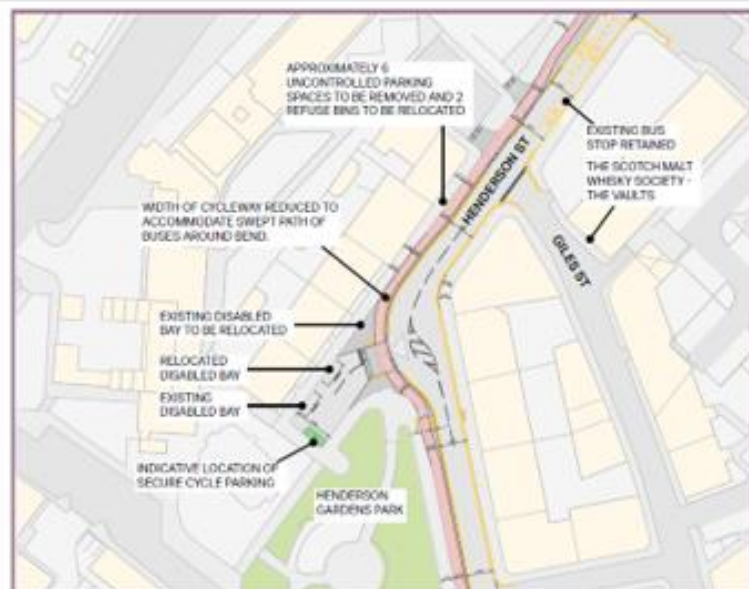 APPROXIMATELY 6
UNCONTROLLED PARKING
SPACES TO BE REMOVED AND 2
REFUSE BINS TO BE RELOCATED
EXISTING BUS
STOP RETAINED
THE SCOTCH MALT
WHISKY SOCIETY -
THE VAULTS
HENDERSON ST
GILES ST
WIDTH OF CYCLEWAY REDUCED TO
ACCOMMODATE SWEPT PATH OF
BUSES AROUND BEND.
EXISTING DISABLED
BAY TO BE RELOCATED
RELOCATED
DISABLED BAY
EXISTING
DISABLED BAY
INDICATIVE LOCATION OF
SECURE CYCLE PARKING
HENDERSON
GARDENS PARK